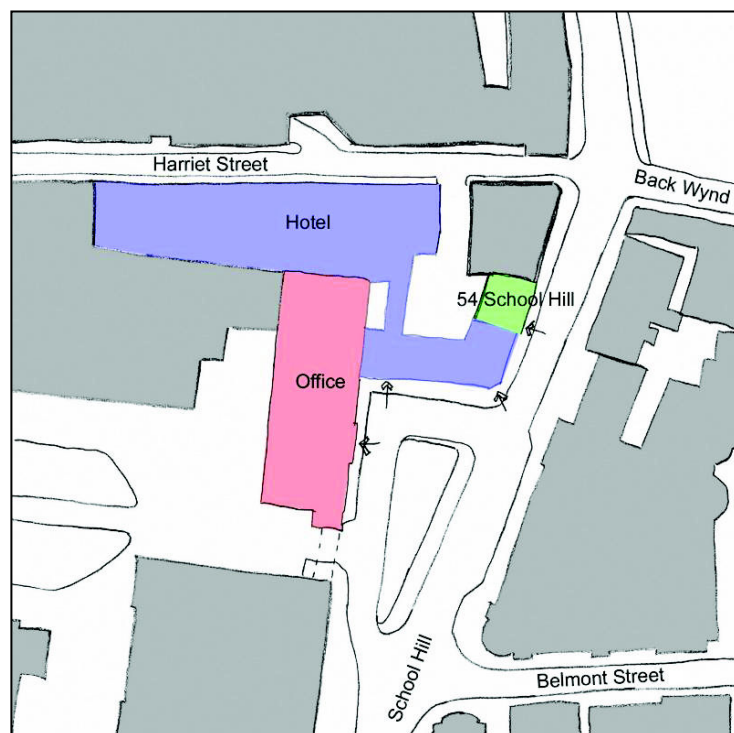 Harriet Street
Back Wynd
Hotel
54 School Hill
Office
School Hill
Belmont Street